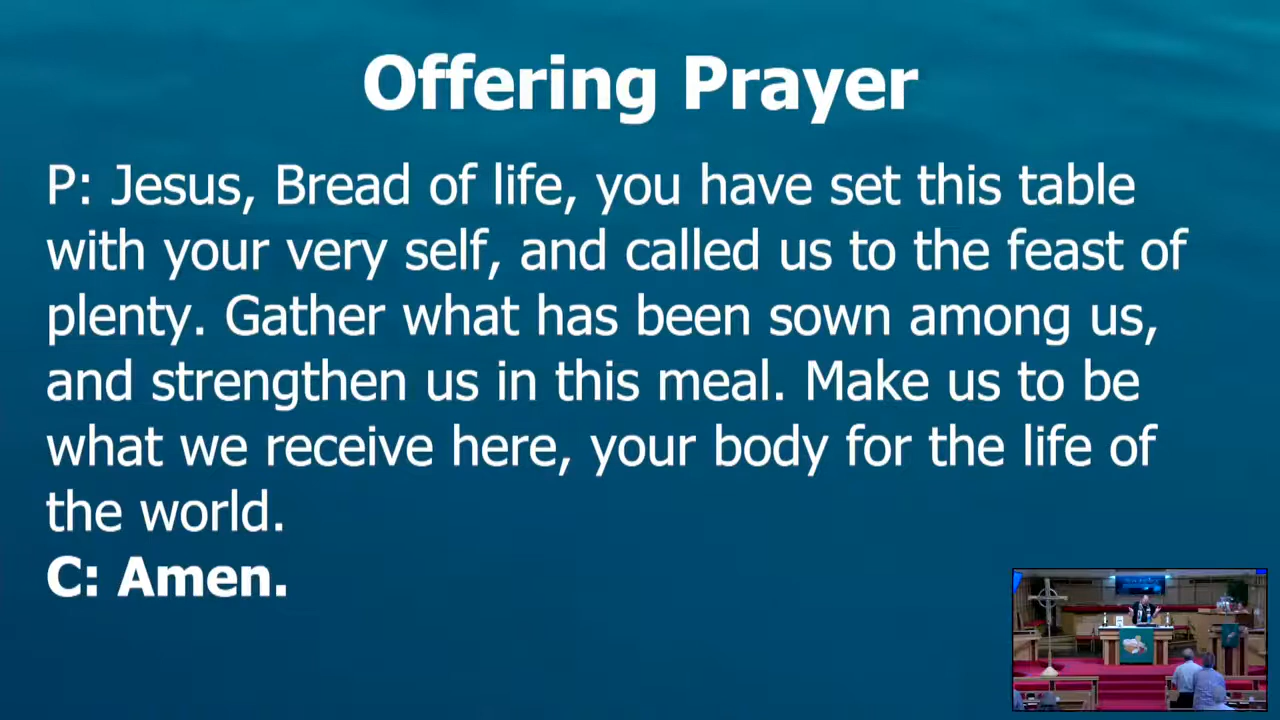 Offering Prayer
P: Jesus, Bread of life, you have set this table
with your very self, and called us to the feast of
plenty. Gather what has been sown among us,
and strengthen us in this meal. Make us to be
what we receive here, your body for the life of
the world.
C: Amen.